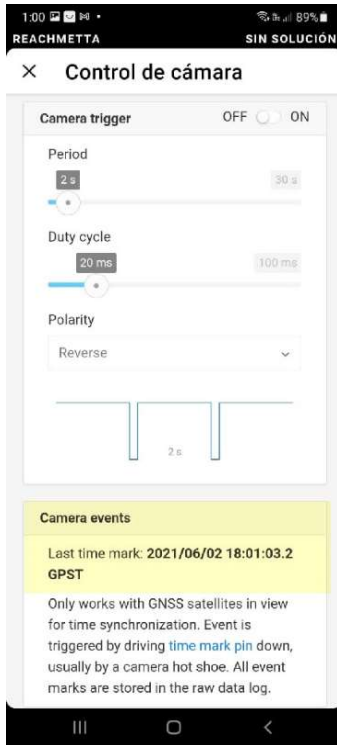 1:00
89%
REACHMETTA SIN SOLUCIÓN
× Control de cámara
Camera trigger OFF ON
Period
2 s 30 s
Duty cycle
20 ms 100 ms
Polarity
Reverse
2 s
Camera events
Last time mark: 2021/06/02 18:01:03.2
GPST
Only works with GNSS satellites in view
for time synchronization. Event is
triggered by driving time mark pin down,
usually by a camera hot shoe. All event
marks are stored in the raw data log.